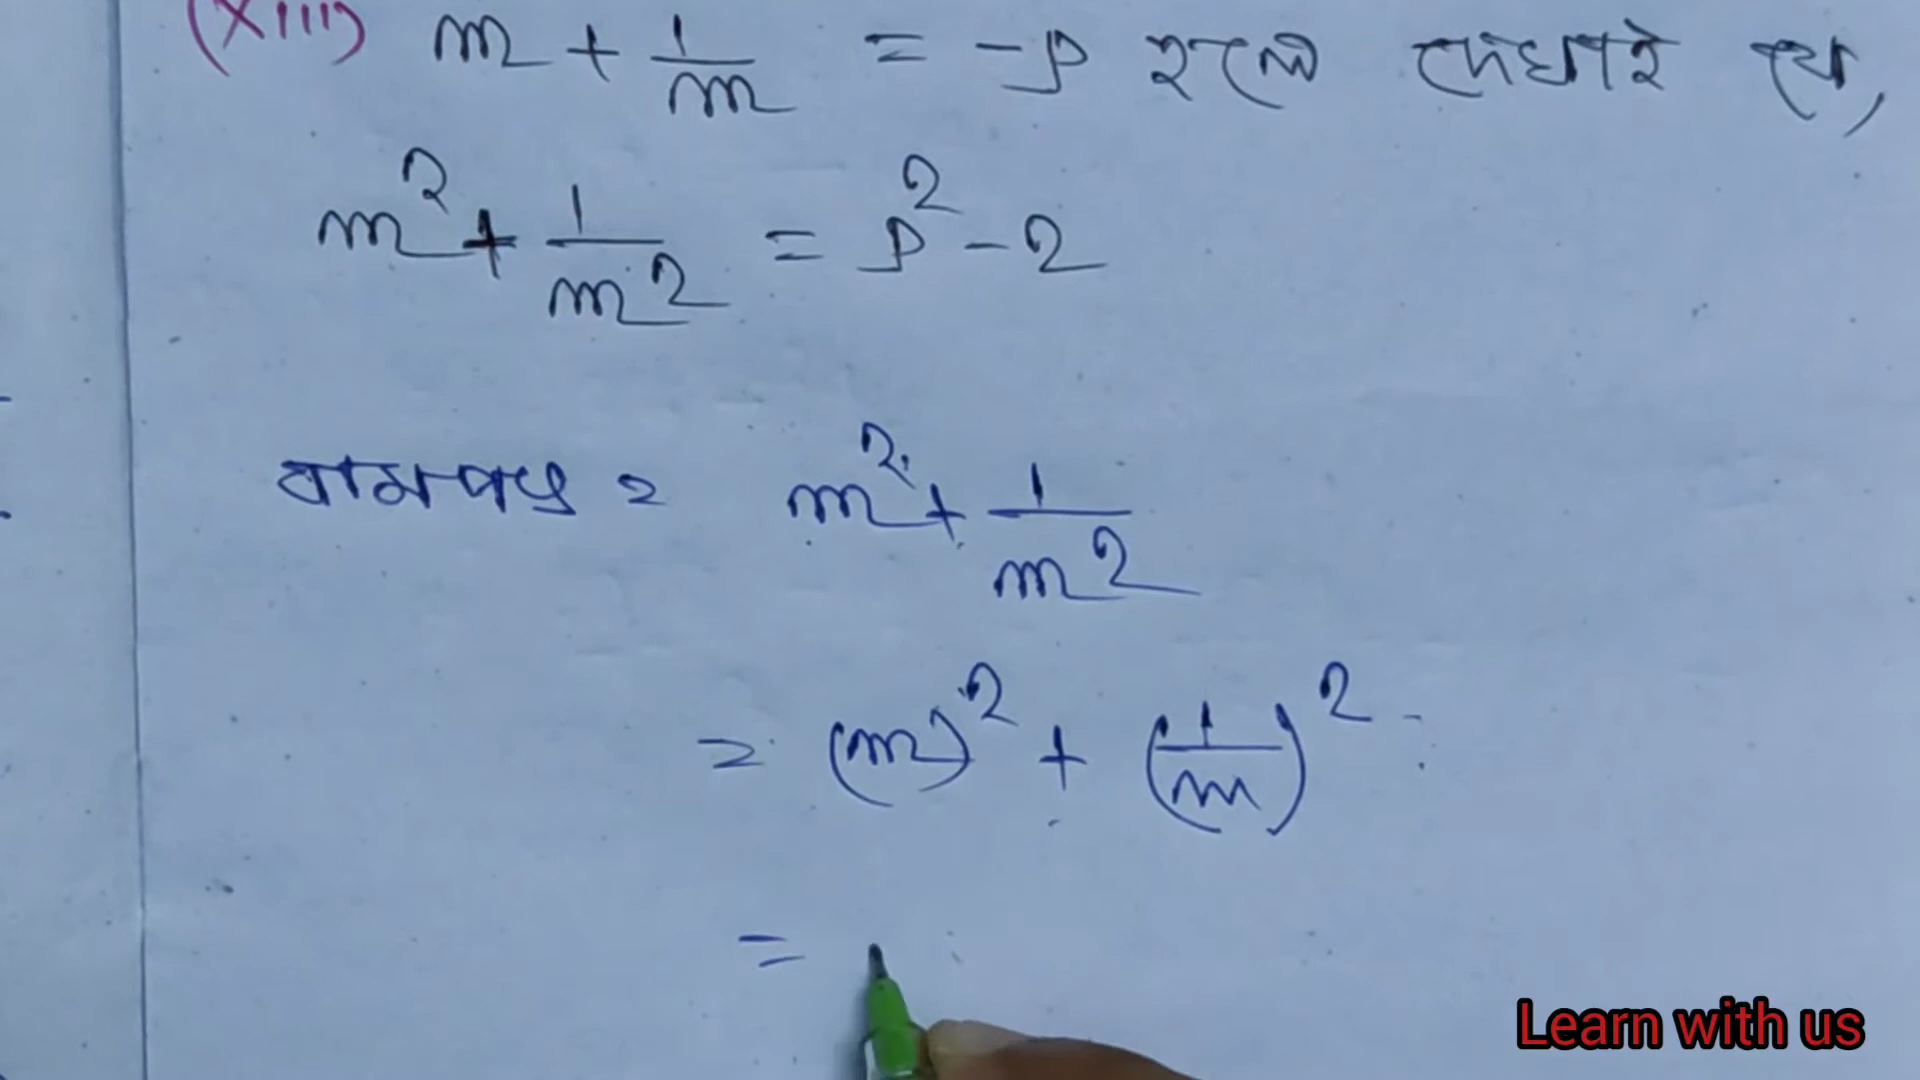 (XIII) m + 1/m = -p হলে দেখাই যে,
m² + 1/m² = p² - 2
বামপক্ষ = m² + 1/m²
= (m)² + (1/m)²
=
Learn with us